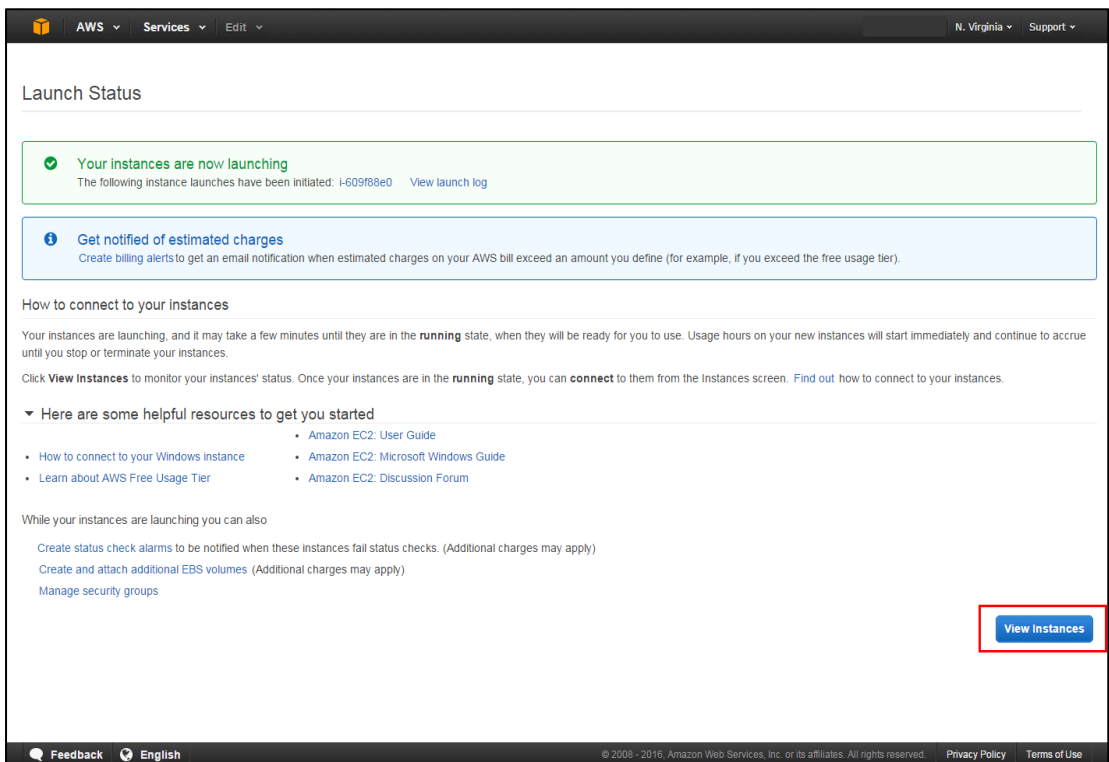 AWS Services Edit N. Virginia Support
Launch Status
Your instances are now launching
The following instance launches have been initiated: i-609f88e0 View launch log
Get notified of estimated charges
Create billing alerts to get an email notification when estimated charges on your AWS bill exceed an amount you define (for example, if you exceed the free usage tier).
How to connect to your instances
Your instances are launching, and it may take a few minutes until they are in the running state, when they will be ready for you to use. Usage hours on your new instances will start immediately and continue to accrue
until you stop or terminate your instances.
Click View Instances to monitor your instances' status. Once your instances are in the running state, you can connect to them from the Instances screen. Find out how to connect to your instances.
Here are some helpful resources to get you started
• How to connect to your Windows instance
• Learn about AWS Free Usage Tier
• Amazon EC2: User Guide
• Amazon EC2: Microsoft Windows Guide
• Amazon EC2: Discussion Forum
While your instances are launching you can also
Create status check alarms to be notified when these instances fail status checks. (Additional charges may apply)
Create and attach additional EBS volumes (Additional charges may apply)
Manage security groups
View Instances
Feedback English © 2008 - 2016, Amazon Web Services, Inc. or its affiliates. All rights reserved. Privacy Policy Terms of Use